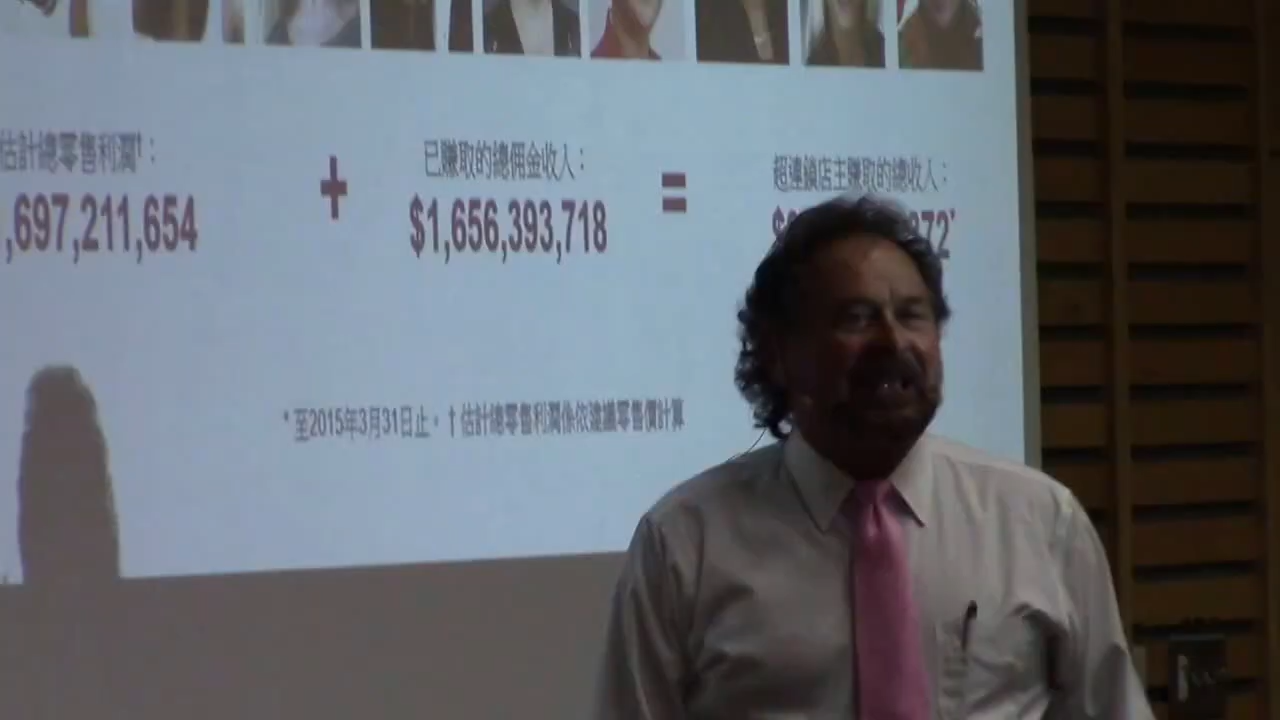 估計總零售利潤†：
,697,211,654
+
已賺取的總佣金收入：
$1,656,393,718
=
超連鎖店主賺取的總收入：
$ 872*
* 至2015年3月31日止。 † 估計總零售利潤係依建議零售價計算